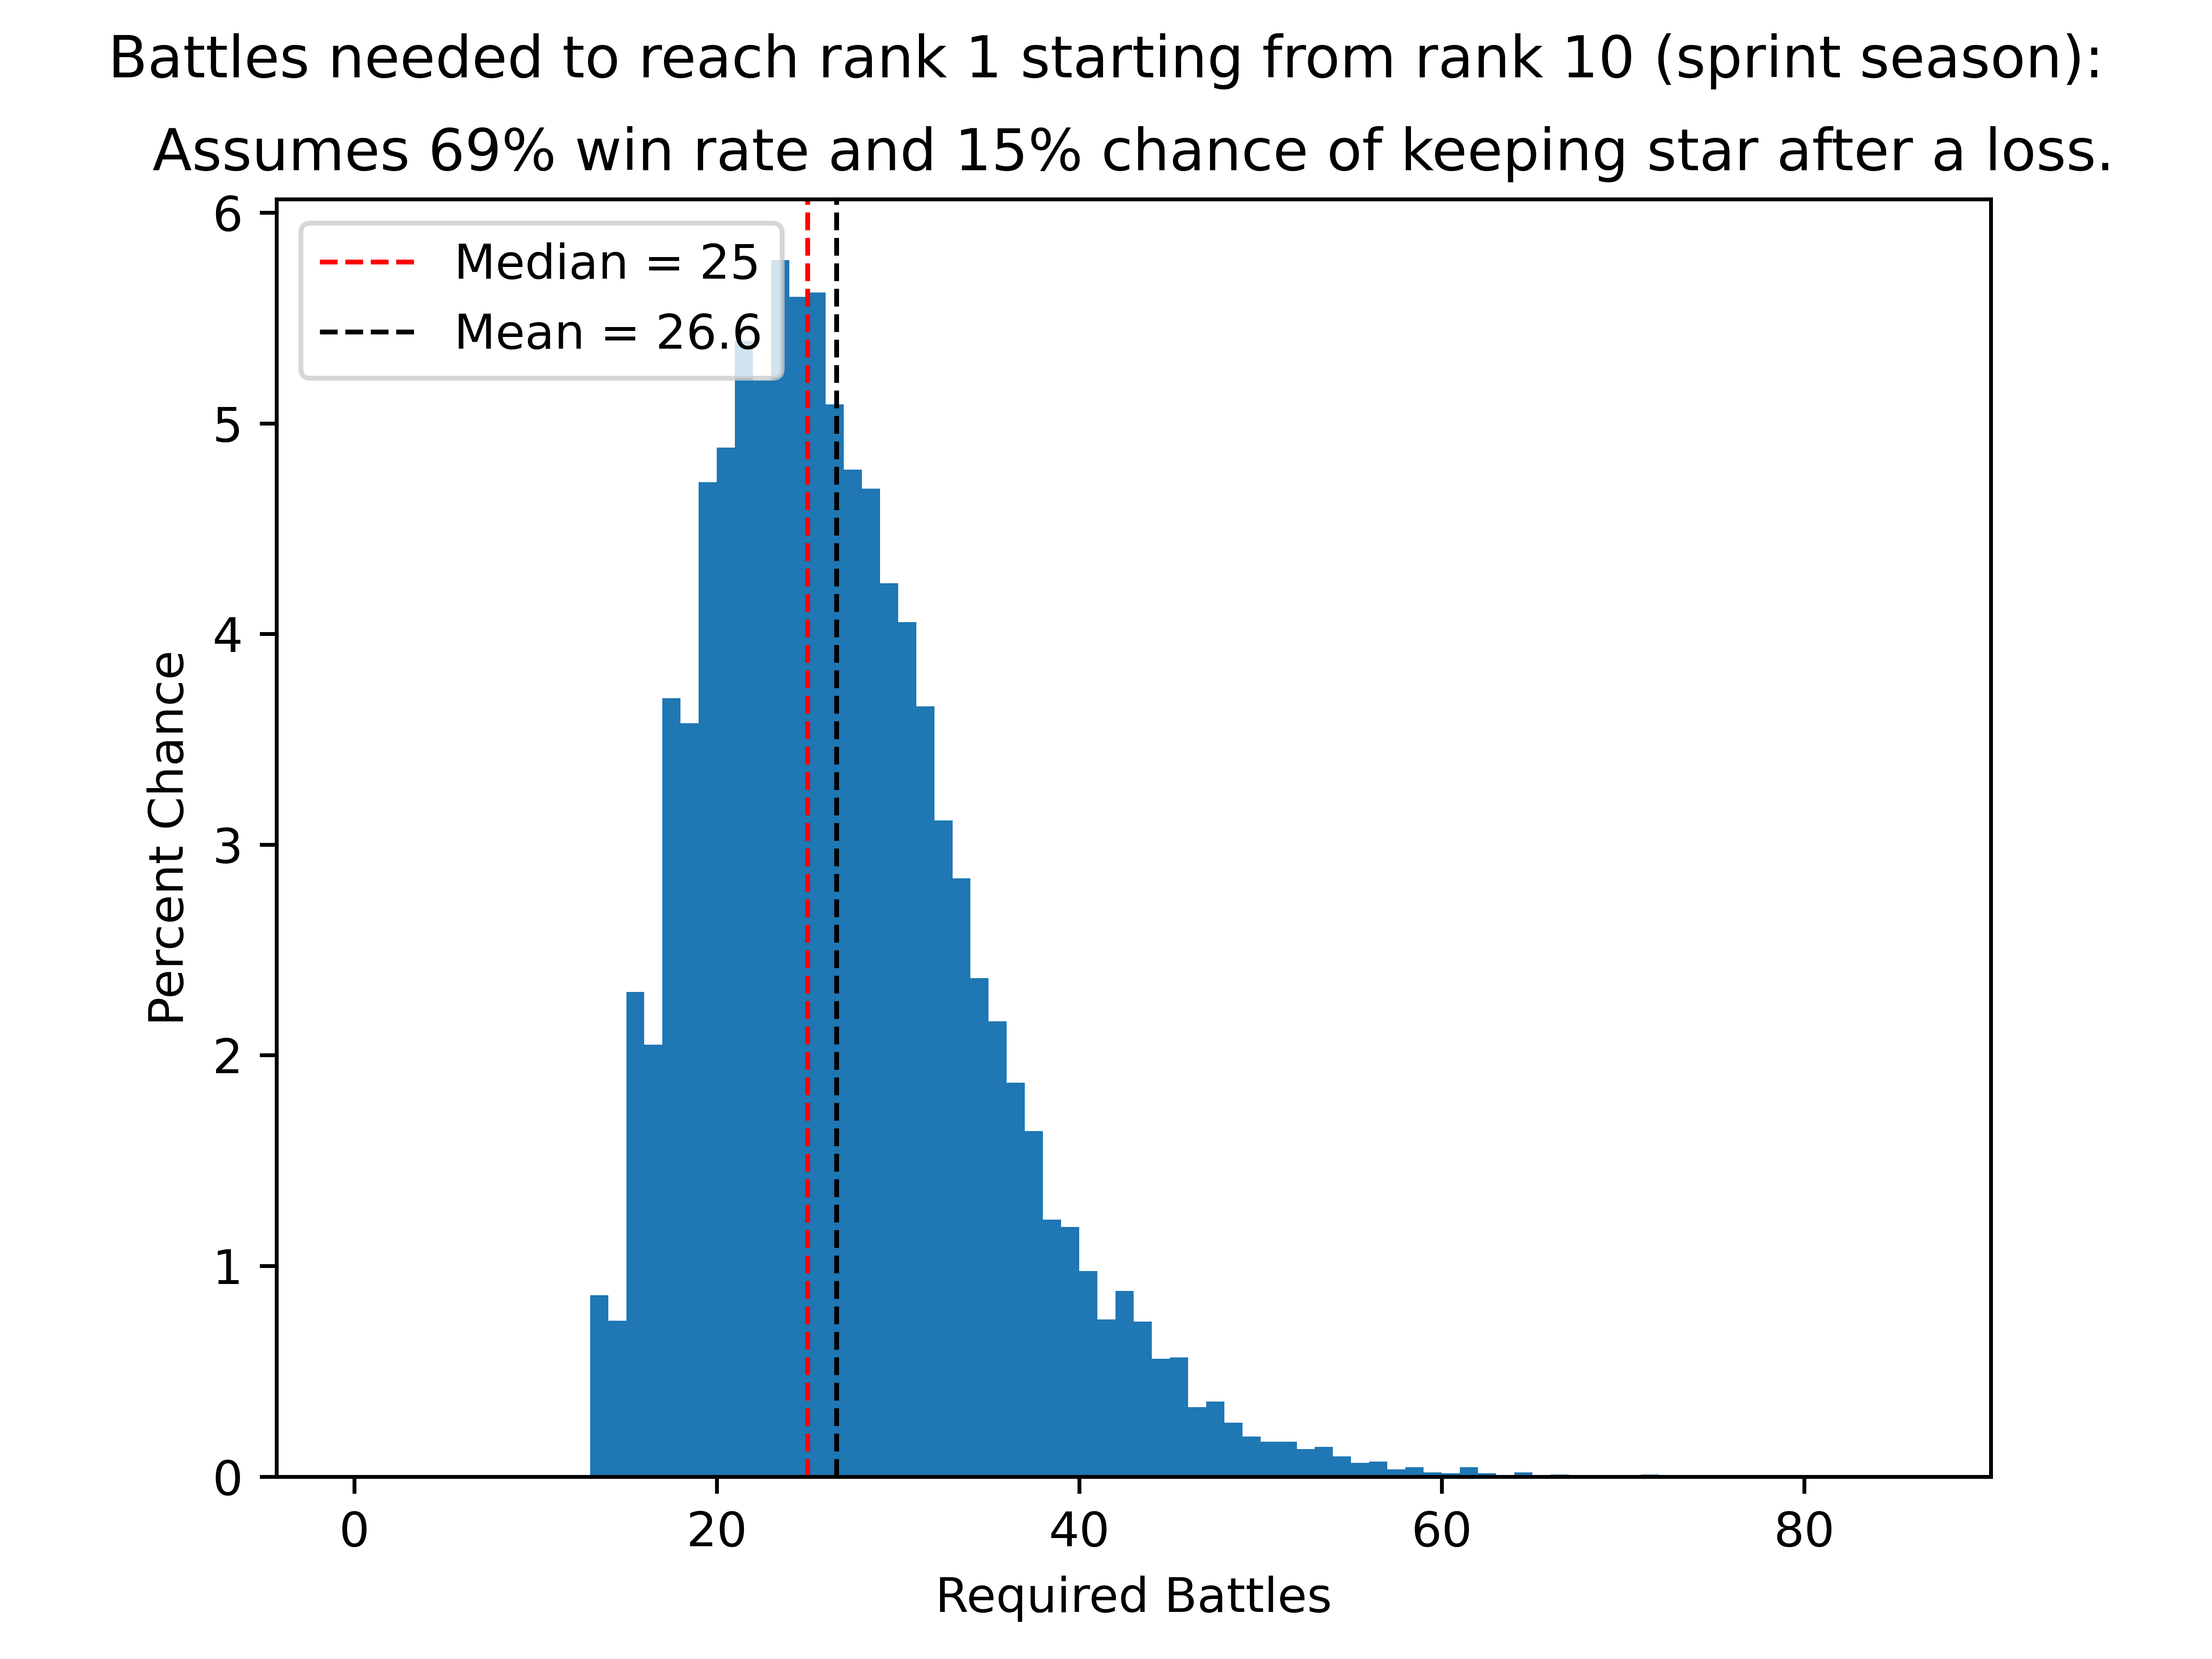 Battles needed to reach rank 1 starting from rank 10 (sprint season):
Assumes 69% win rate and 15% chance of keeping star after a loss.
Median = 25
Mean = 26.6
Percent Chance
6
5
4
3
2
1
0
0 20 40 60 80
Required Battles